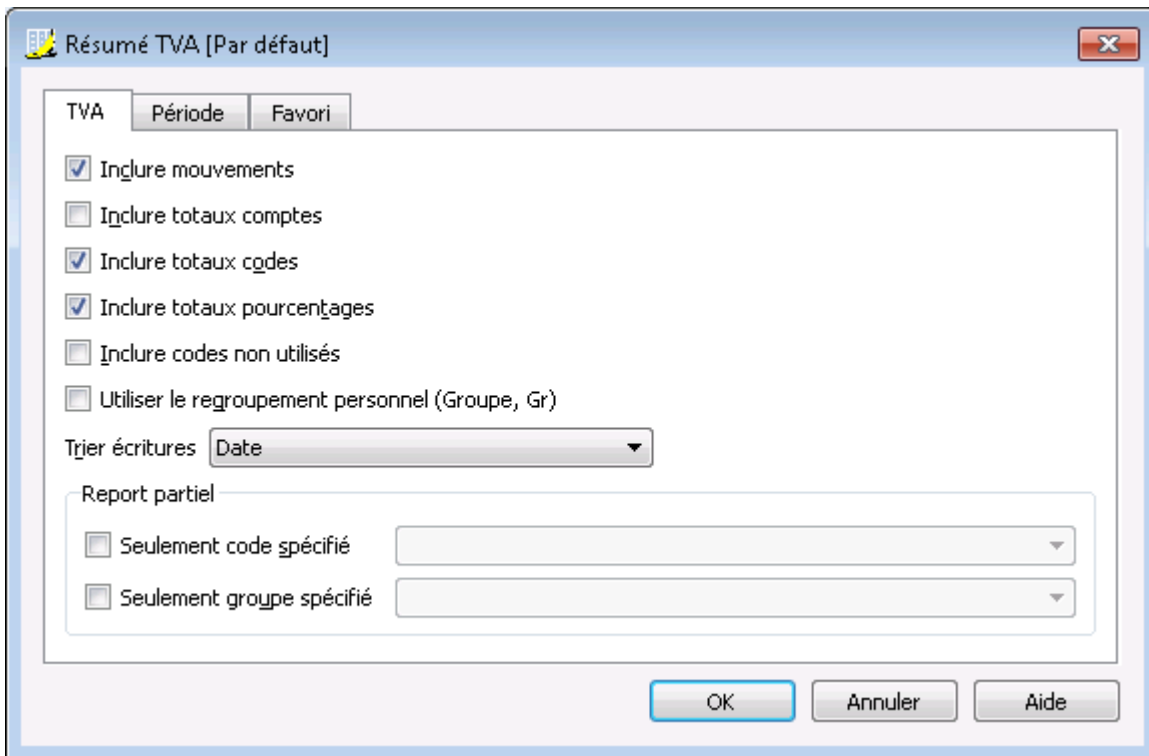 Résumé TVA [Par défaut]
TVA Période Favori
Inclure mouvements
Inclure totaux comptes
Inclure totaux codes
Inclure totaux pourcentages
Inclure codes non utilisés
Utiliser le regroupement personnel (Groupe, Gr)
Trier écritures Date
Report partiel
Seulement code spécifié
Seulement groupe spécifié
OK Annuler Aide